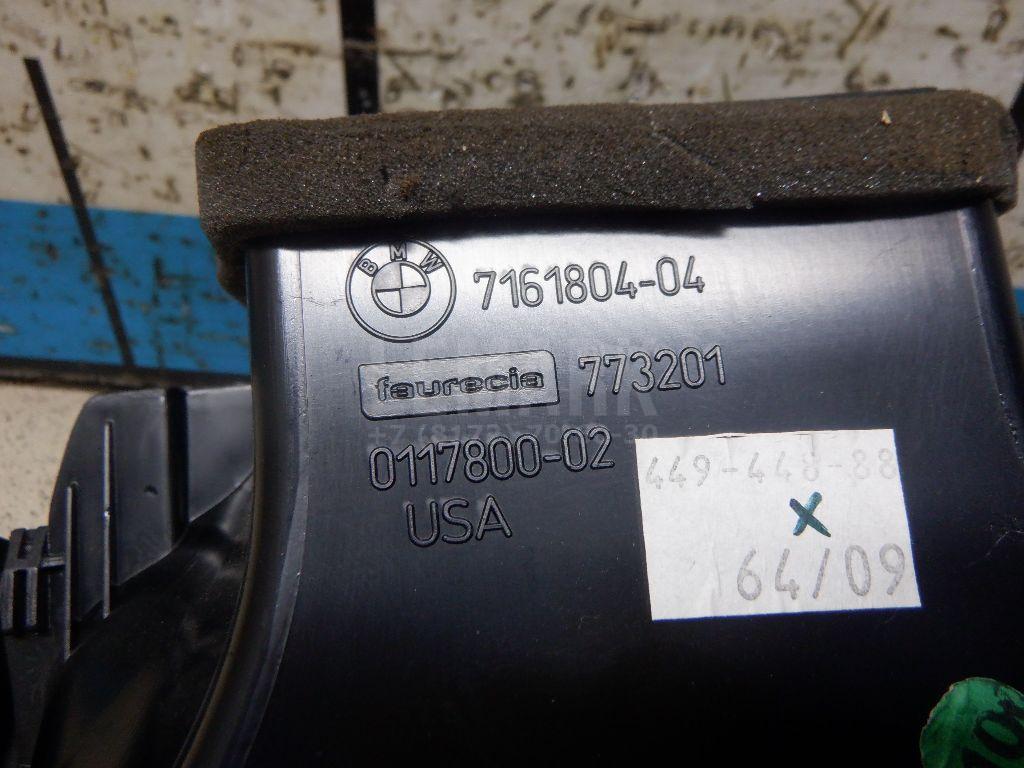 BMW 7161804-04
faurecia 773201
0117800-02
USA
449-448-88
x
64/09